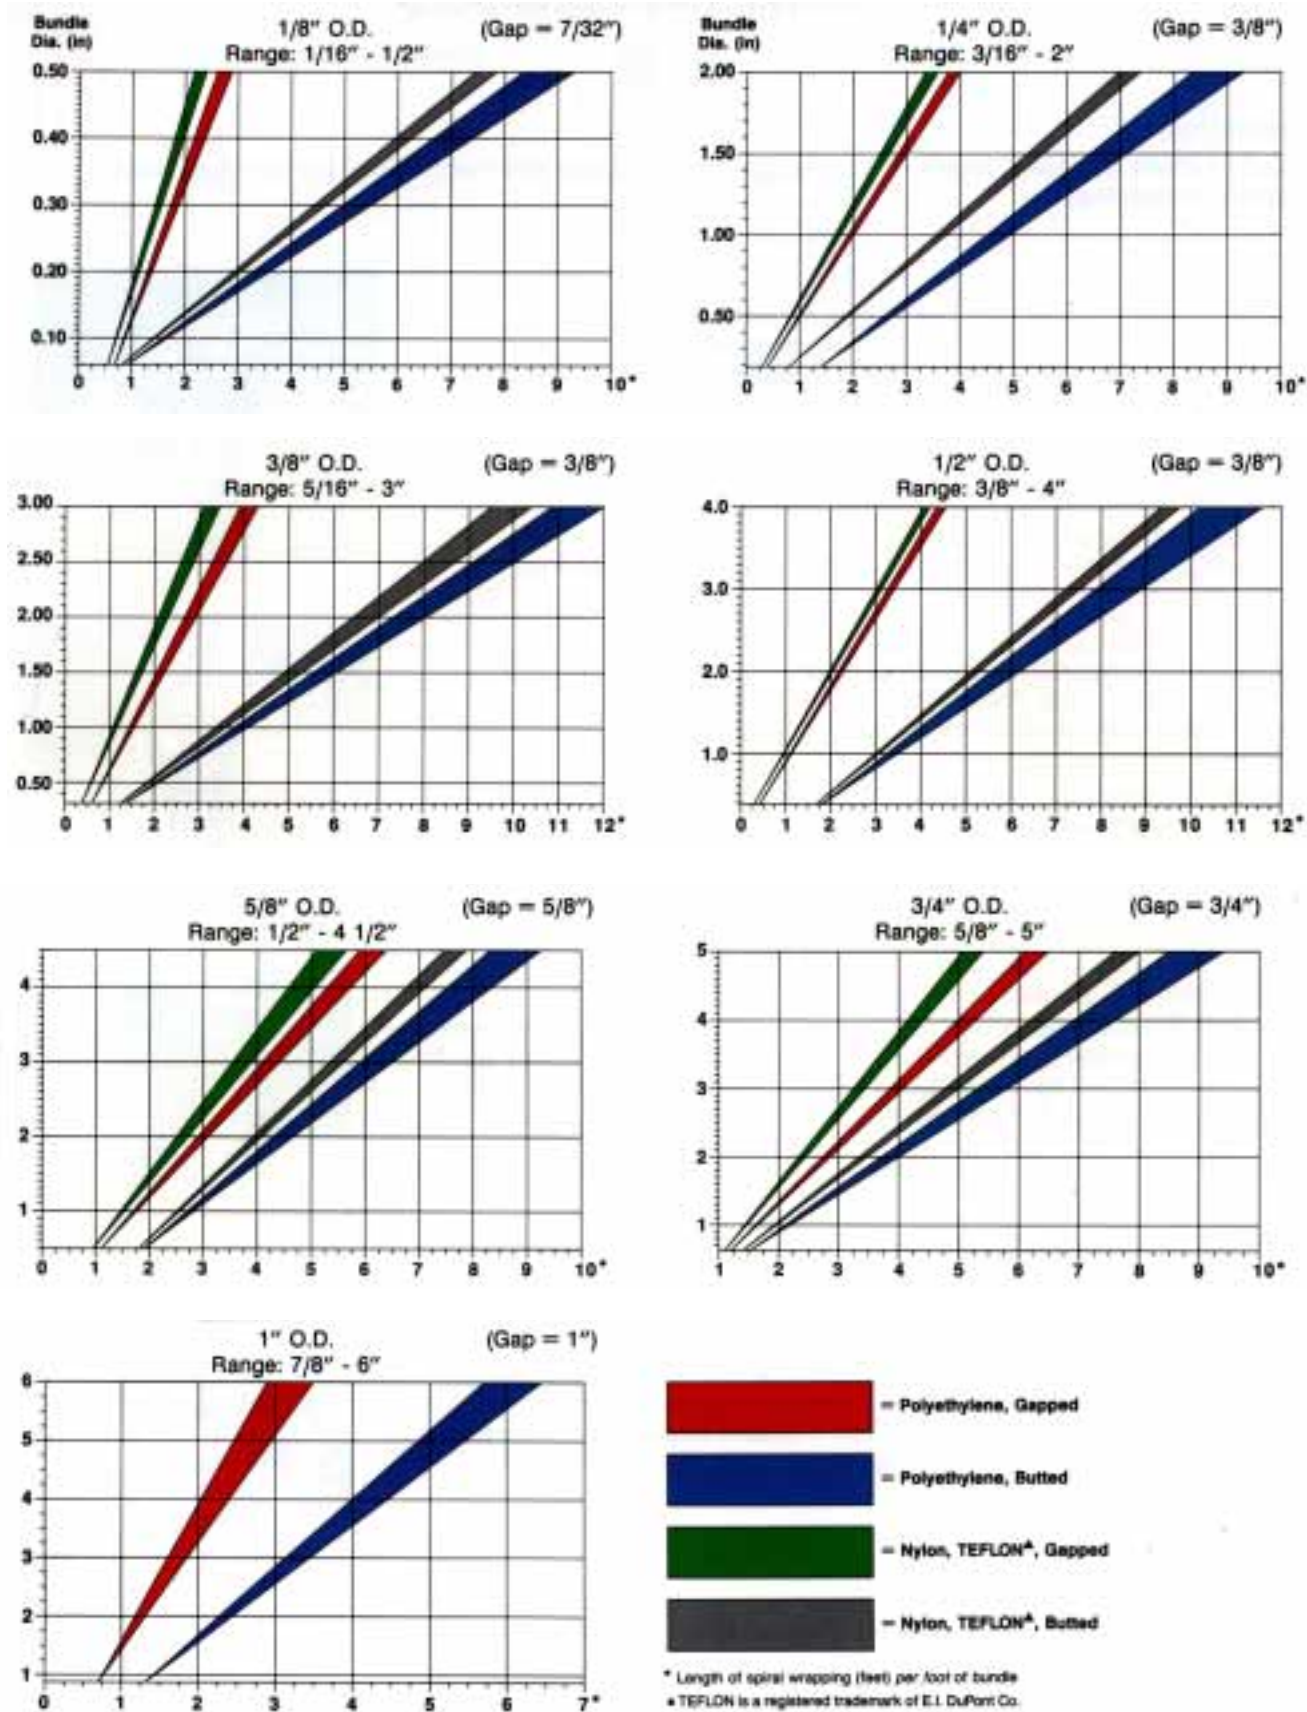 Bundle
Dia. (in)
1/8" O.D. (Gap = 7/32")
Range: 1/16" - 1/2"
0.50
0.40
0.30
0.20
0.10
0 1 2 3 4 5 6 7 8 9 10*
Bundle
Dia. (in)
1/4" O.D. (Gap = 3/8")
Range: 3/16" - 2"
2.00
1.50
1.00
0.50
0 1 2 3 4 5 6 7 8 9 10*
3/8" O.D. (Gap = 3/8")
Range: 5/16" - 3"
3.00
2.50
2.00
1.50
1.00
0.50
0 1 2 3 4 5 6 7 8 9 10 11 12*
1/2" O.D. (Gap = 3/8")
Range: 3/8" - 4"
4.0
3.0
2.0
1.0
0 1 2 3 4 5 6 7 8 9 10 11 12*
5/8" O.D. (Gap = 5/8")
Range: 1/2" - 4 1/2"
4
3
2
1
0 1 2 3 4 5 6 7 8 9 10*
3/4" O.D. (Gap = 3/4")
Range: 5/8" - 5"
5
4
3
2
1
1 2 3 4 5 6 7 8 9 10*
1" O.D. (Gap = 1")
Range: 7/8" - 6"
6
5
4
3
2
1
0 1 2 3 4 5 6 7*
= Polyethylene, Gapped
= Polyethylene, Butted
= Nylon, TEFLON▲, Gapped
= Nylon, TEFLON▲, Butted
* Length of spiral wrapping (feet) per foot of bundle
▲ TEFLON is a registered trademark of E.I. DuPont Co.